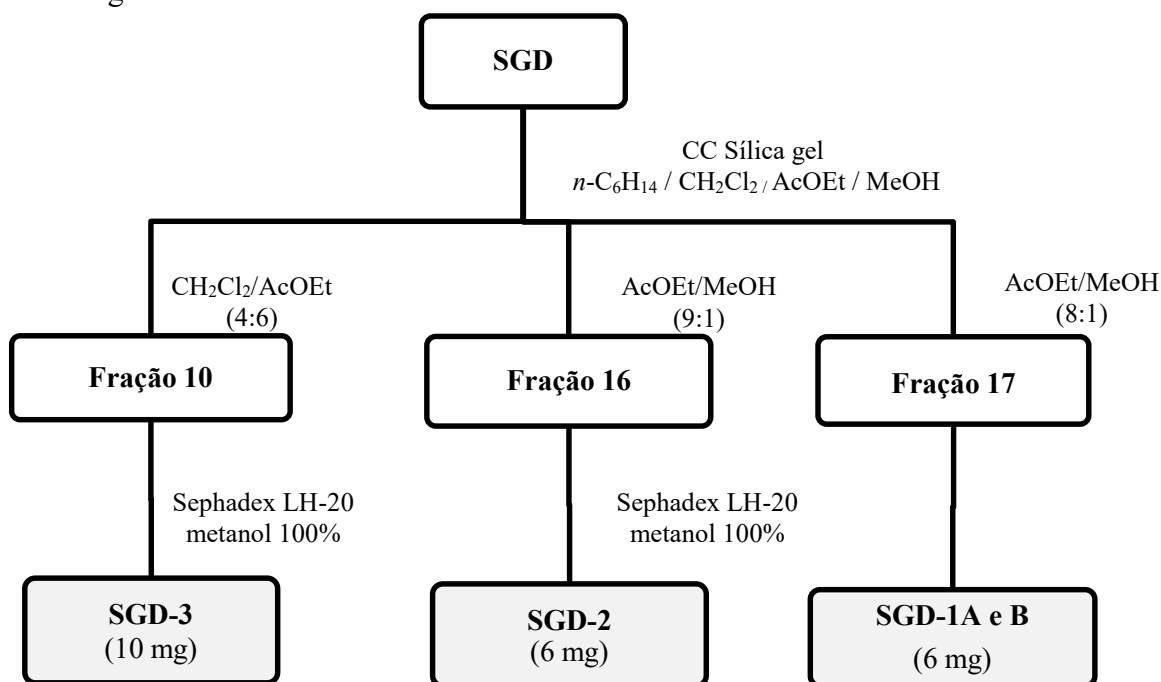 SGD
CC Sílica gel
n-C6H14 / CH2Cl2 / AcOEt / MeOH
CH2Cl2/AcOEt
(4:6)
AcOEt/MeOH
(9:1)
AcOEt/MeOH
(8:1)
Fração 10
Fração 16
Fração 17
Sephadex LH-20
metanol 100%
Sephadex LH-20
metanol 100%
SGD-3
(10 mg)
SGD-2
(6 mg)
SGD-1A e B
(6 mg)